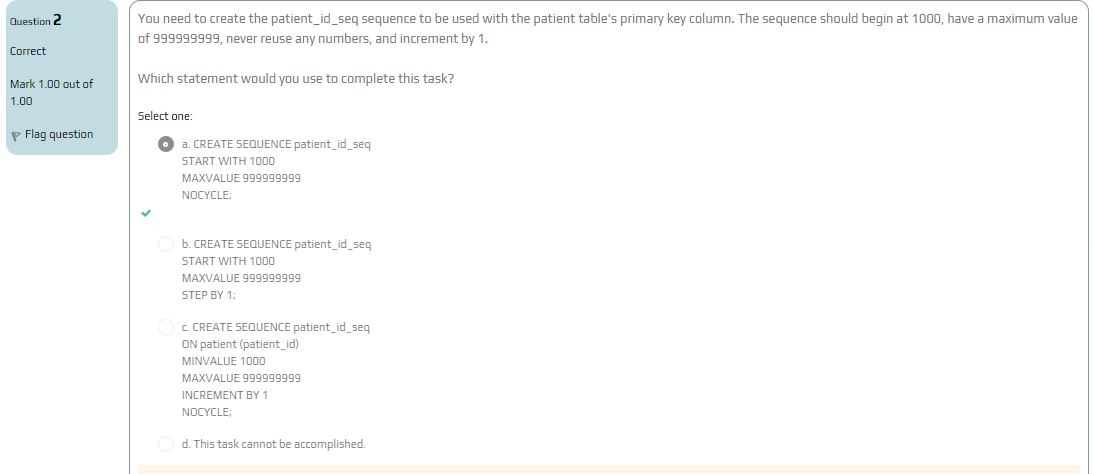 Question 2
Correct
Mark 1.00 out of
1.00
Flag question
You need to create the patient_id_seq sequence to be used with the patient table's primary key column. The sequence should begin at 1000, have a maximum value
of 999999999, never reuse any numbers, and increment by 1.
Which statement would you use to complete this task?
Select one:
a. CREATE SEQUENCE patient_id_seq
START WITH 1000
MAXVALUE 999999999
NOCYCLE;
b. CREATE SEQUENCE patient_id_seq
START WITH 1000
MAXVALUE 999999999
STEP BY 1;
c. CREATE SEQUENCE patient_id_seq
ON patient (patient_id)
MINVALUE 1000
MAXVALUE 999999999
INCREMENT BY 1
NOCYCLE;
d. This task cannot be accomplished.